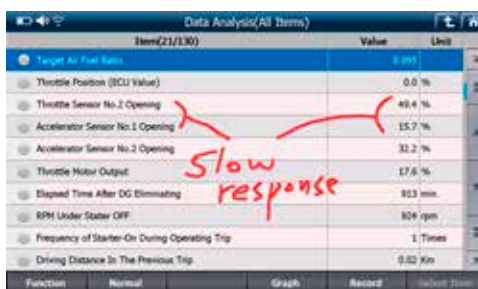 Data Analysis(All Items)
Item(21/130) Value Unit
Target Air Fuel Ratio 0.995
Throttle Position (ECU Value) 0.0 %
Throttle Sensor No.2 Opening 49.4 %
Accelerator Sensor No.1 Opening 15.7 %
Accelerator Sensor No.2 Opening 32.2 %
Slow
response
Throttle Motor Output 17.6 %
Elapsed Time After DG Eliminating 913 min.
RPM Under Stater OFF 924 rpm
Frequency of Starter-On During Operating Trip 1 Times
Driving Distance In The Previous Trip 0.02 Km
Function Normal Graph Record Select Item